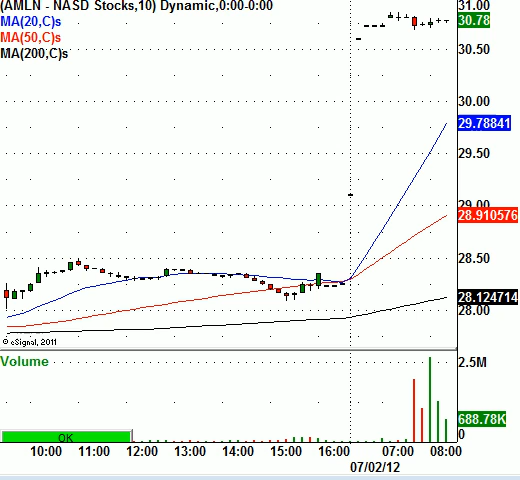 (AMLN - NASD Stocks,10) Dynamic,0:00-0:00
MA(20,C)s
MA(50,C)s
MA(200,C)s
31.00
30.78
30.50
30.00
29.78841
29.50
29.00
28.910576
28.50
28.124714
28.00
© eSignal, 2011
Volume
2.5M
688.78K
0
OK
10:00 11:00 12:00 13:00 14:00 15:00 16:00 07:00 08:00
07/02/12